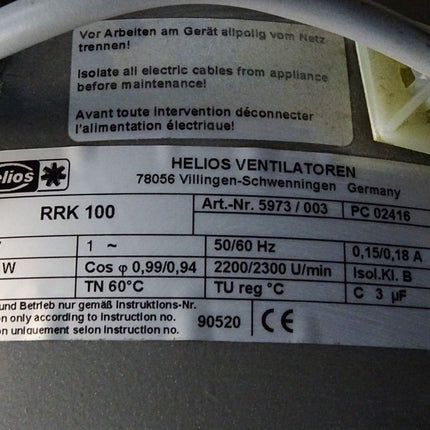 Vor Arbeiten am Gerät allpolig vom Netz
trennen!
Isolate all electric cables from appliance
before maintenance!
Avant toute intervention déconnecter
l'alimentation électrique!
HELIOS VENTILATOREN
78056 Villingen-Schwenningen Germany
RRK 100 Art.-Nr. 5973 / 003 PC 02416
1 ~ 50/60 Hz 0,15/0,18 A
W Cos φ 0,99/0,94 2200/2300 U/min Isol.Kl. B
TN 60°C TU reg °C C 3 µF
und Betrieb nur gemäß Instruktions-Nr.
only according to Instruction no. 90520 CE
uniquement selon Instruction no.